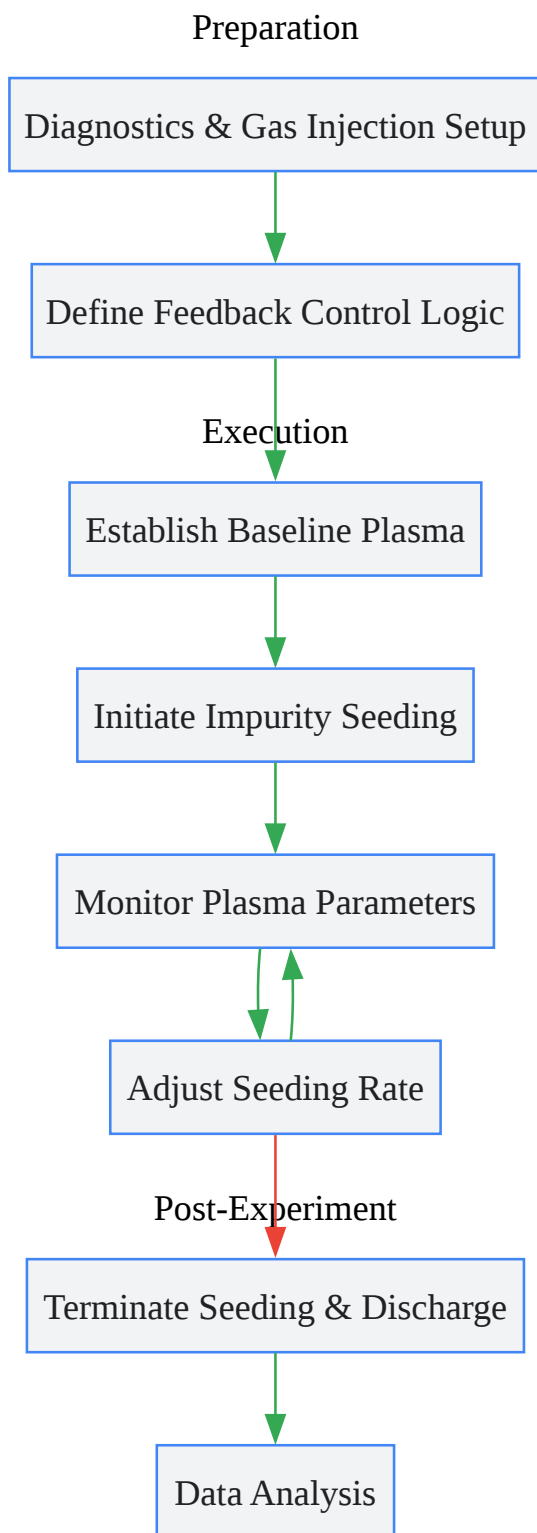 Preparation
Diagnostics & Gas Injection Setup
Define Feedback Control Logic
Execution
Establish Baseline Plasma
Initiate Impurity Seeding
Monitor Plasma Parameters
Adjust Seeding Rate
Post-Experiment
Terminate Seeding & Discharge
Data Analysis